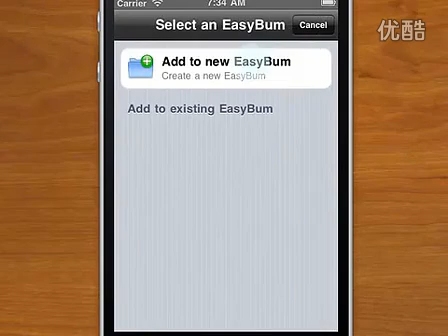 Carrier 7:34 AM
优酷
Select an EasyBum Cancel
Add to new EasyBum
Create a new EasyBum
Add to existing EasyBum